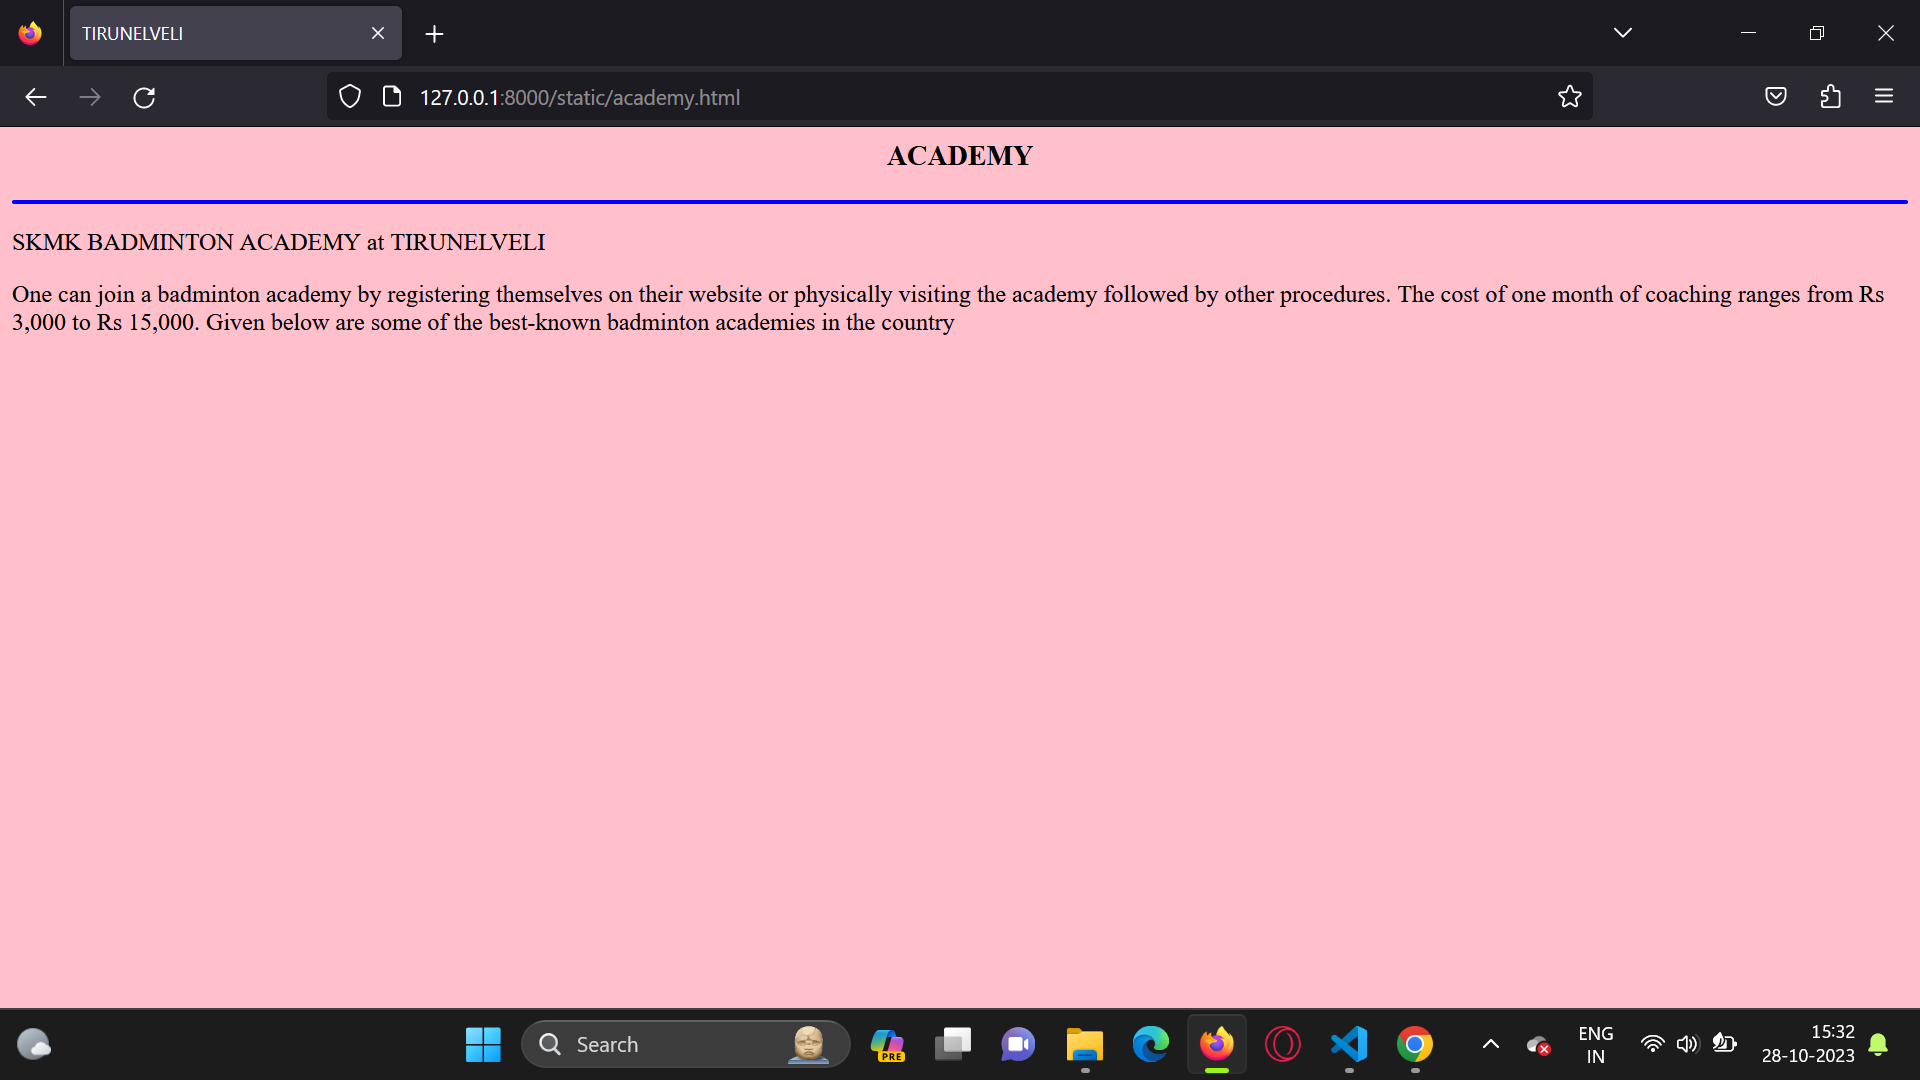 TIRUNELVELI
127.0.0.1:8000/static/academy.html
ACADEMY
SKMK BADMINTON ACADEMY at TIRUNELVELI
One can join a badminton academy by registering themselves on their website or physically visiting the academy followed by other procedures. The cost of one month of coaching ranges from Rs
3,000 to Rs 15,000. Given below are some of the best-known badminton academies in the country
Search
PRE
ENG
IN
15:32
28-10-2023